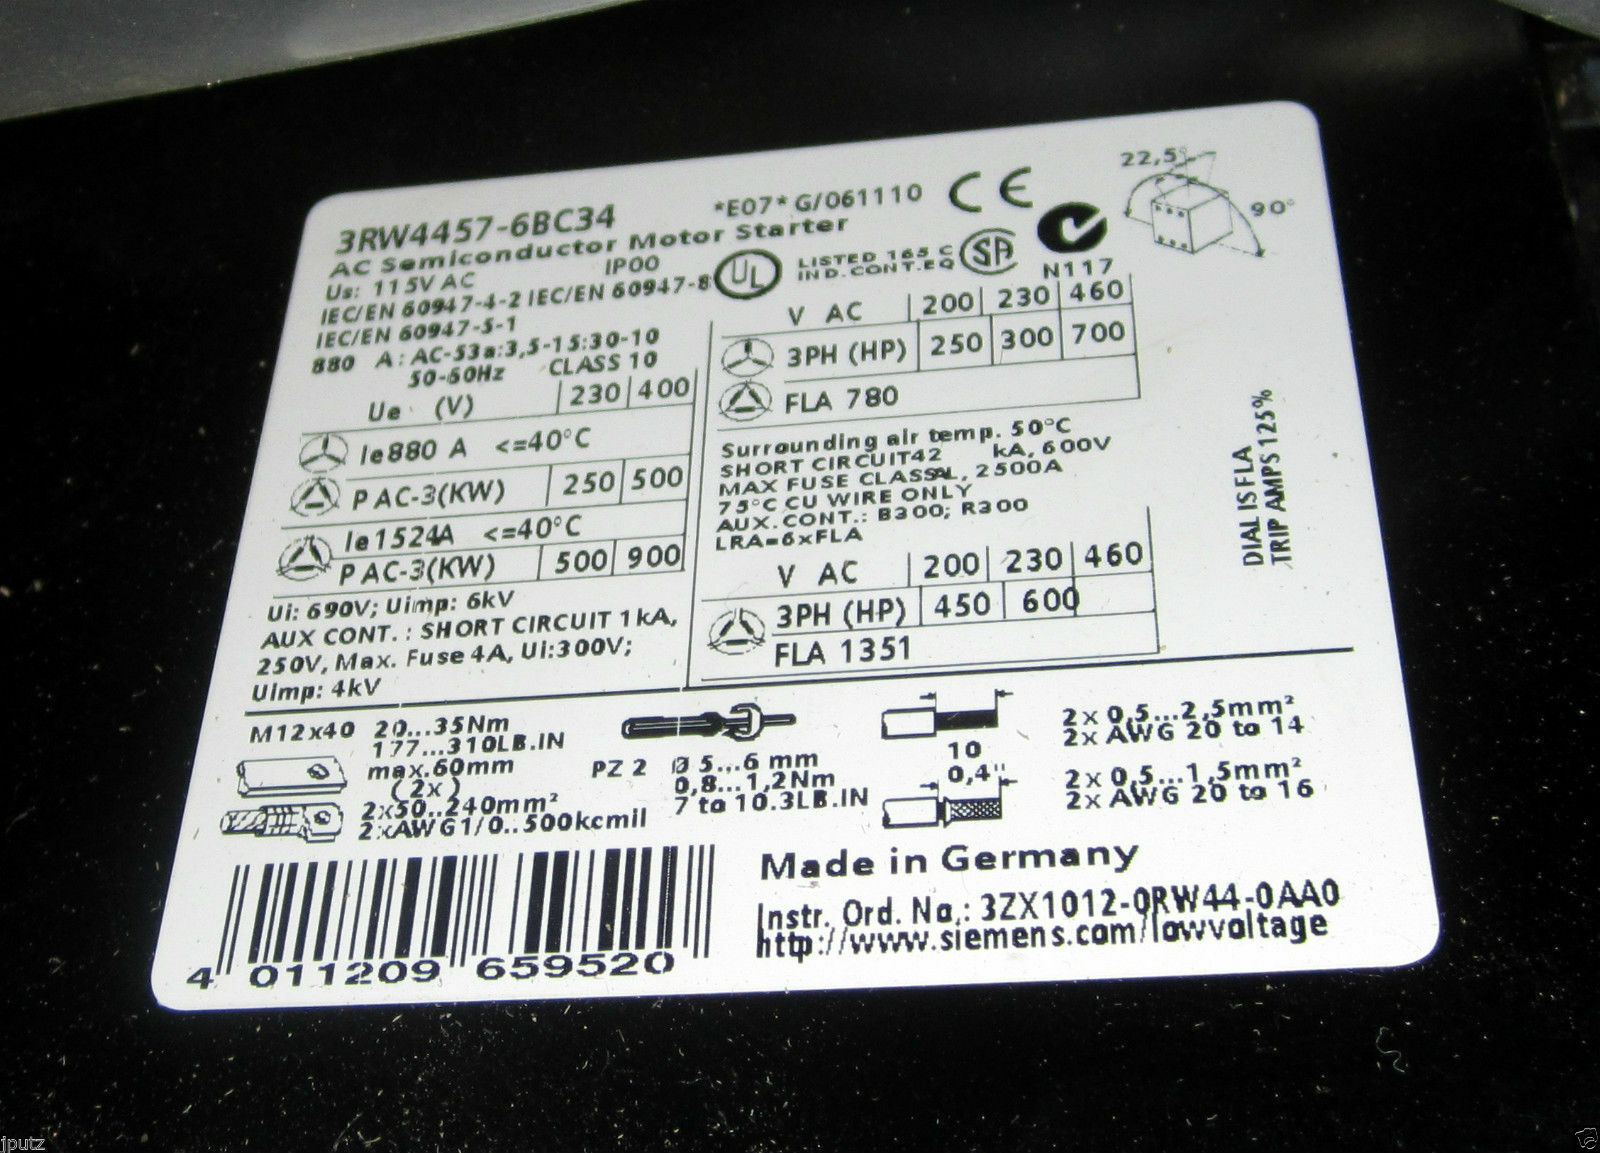 3RW4457-6BC34
*E07* G/061110
CE
AC Semiconductor Motor Starter
Us: 115V AC IP00
IEC/EN 60947-4-2 IEC/EN 60947-8
IEC/EN 60947-5-1
UL
LISTED 165 C
IND.CONT.EQ
SA
N117
22,5°
90°
880 A: AC-53a:3,5-15:30-10
50-60Hz CLASS 10
Ue (V) 230 400
Ie880 A <=40°C
P AC-3(KW) 250 500
Ie1524A <=40°C
P AC-3(KW) 500 900
Ui: 690V; Uimp: 6kV
AUX CONT. : SHORT CIRCUIT 1kA,
250V, Max. Fuse 4A, Ui:300V;
Uimp: 4kV
V AC 200 230 460
3PH (HP) 250 300 700
FLA 780
Surrounding air temp. 50°C
SHORT CIRCUIT42 kA, 600V
MAX FUSE CLASS L, 2500A
75°C CU WIRE ONLY
AUX.CONT.: B300; R300
LRA=6xFLA
V AC 200 230 460
3PH (HP) 450 600
FLA 1351
DIAL IS FLA
TRIP AMPS 125%
M12x40 20...35Nm
177...310LB.IN
max.60mm
(2x)
2x50..240mm²
2xAWG1/0..500kcmil
PZ 2 Ø 5...6 mm
0,8...1,2Nm
7 to 10.3LB.IN
10
0,4"
2x 0,5...2,5mm²
2x AWG 20 to 14
2x 0,5...1,5mm²
2x AWG 20 to 16
4 011209 659520
Made in Germany
Instr. Ord. No.: 3ZX1012-0RW44-0AA0
http://www.siemens.com/lowvoltage
jputz